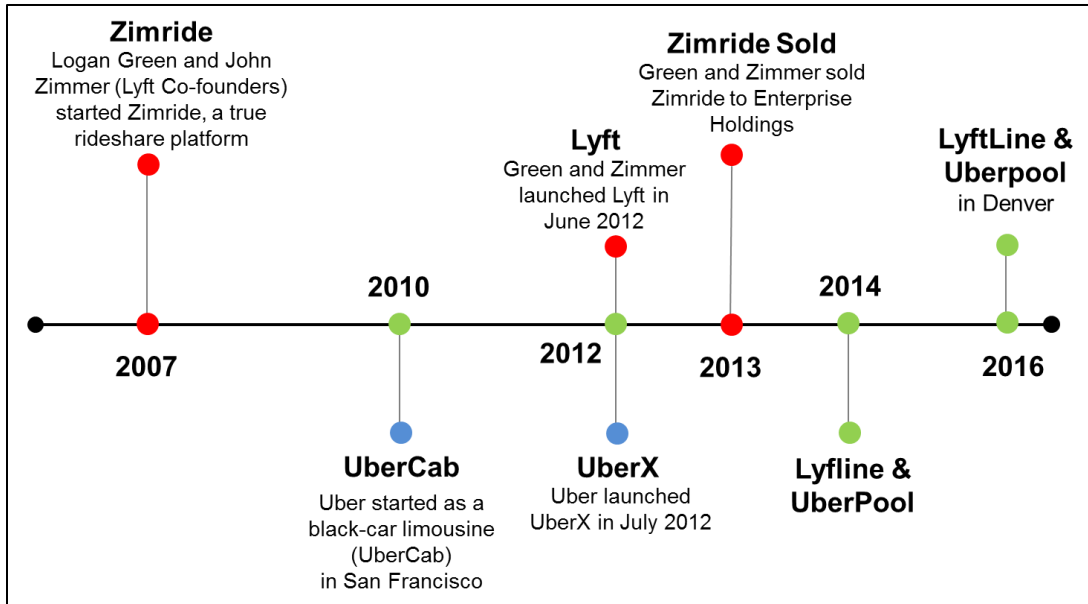 Zimride
Logan Green and John
Zimmer (Lyft Co-founders)
started Zimride, a true
rideshare platform
2007
2010
UberCab
Uber started as a
black-car limousine
(UberCab)
in San Francisco
Lyft
Green and Zimmer
launched Lyft in
June 2012
2012
UberX
Uber launched
UberX in July 2012
Zimride Sold
Green and Zimmer sold
Zimride to Enterprise
Holdings
2013
2014
Lyfline &
UberPool
LyftLine &
Uberpool
in Denver
2016